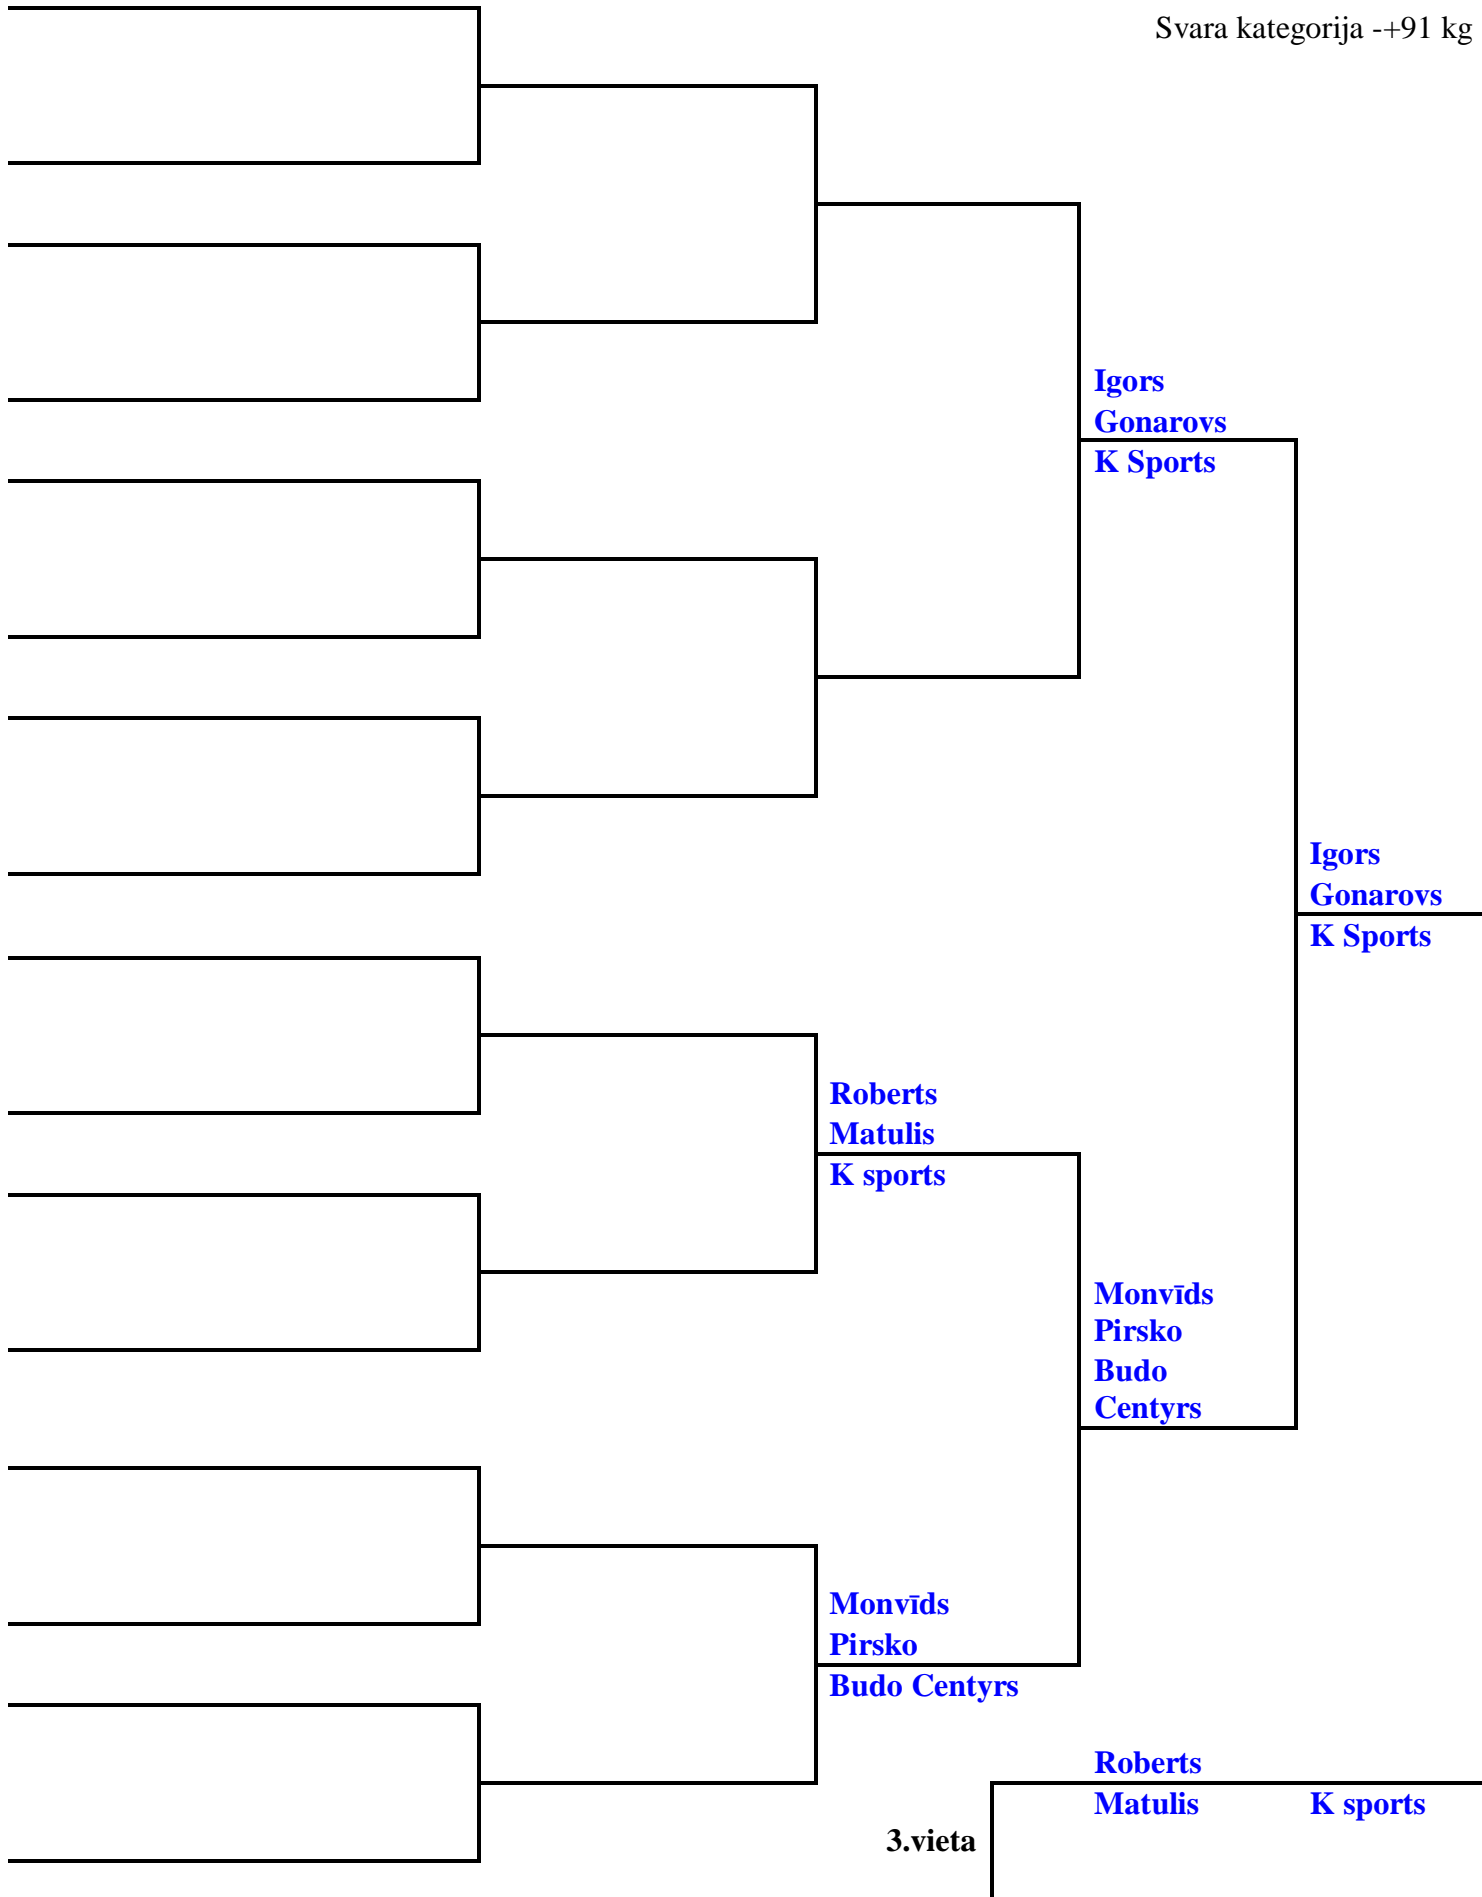 Svara kategorija -+91 kg
Igors
Gonarovs
K Sports
Igors
Gonarovs
K Sports
Roberts
Matulis
K sports
Monvīds
Pirsko
Budo
Centyrs
Monvīds
Pirsko
Budo Centyrs
Roberts
Matulis K sports
3.vieta